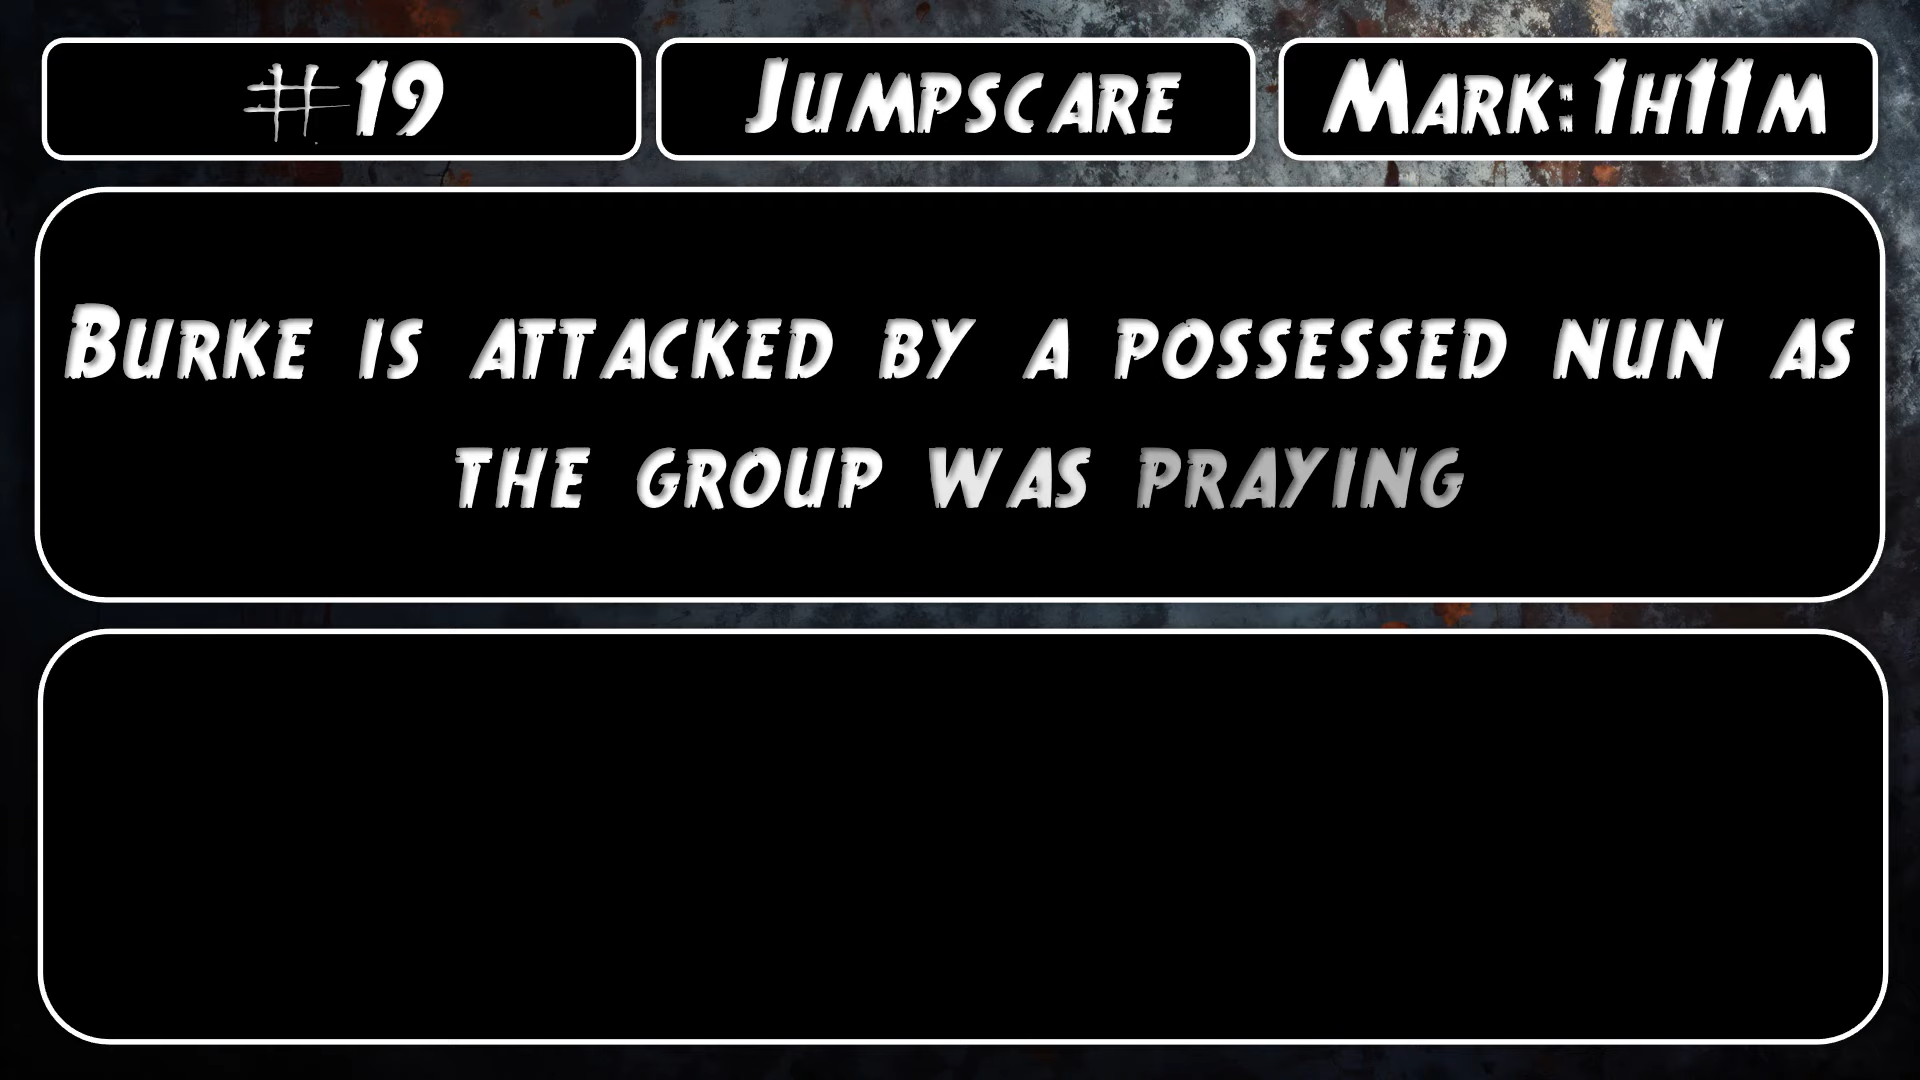 #19
Jumpscare
Mark:1h11m
Burke is attacked by a possessed nun as
the group was praying